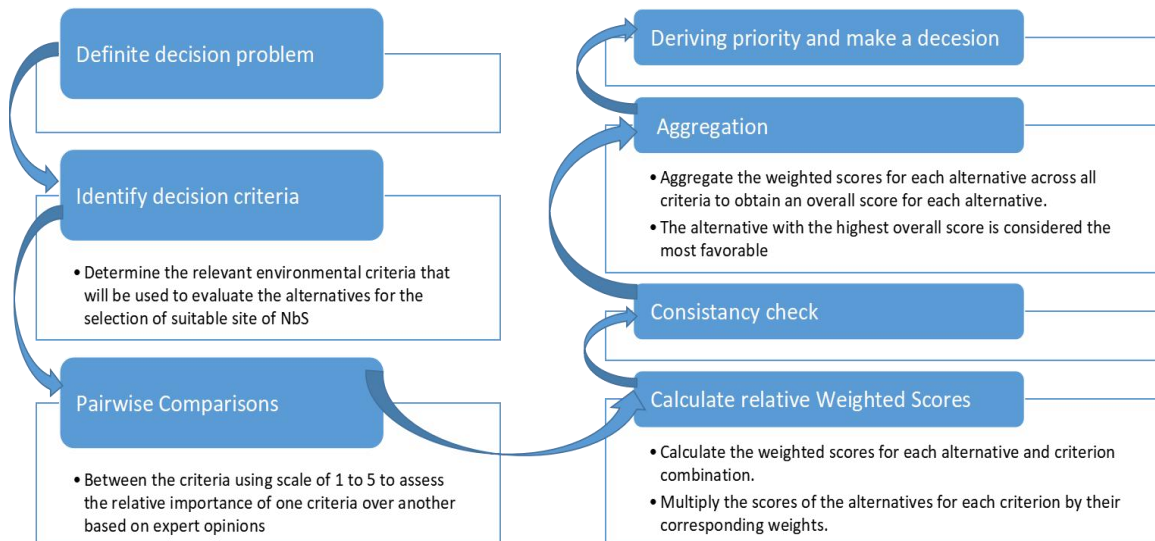 Definite decision problem
Identify decision criteria
• Determine the relevant environmental criteria that
will be used to evaluate the alternatives for the
selection of suitable site of NbS
Pairwise Comparisons
• Between the criteria using scale of 1 to 5 to assess
the relative importance of one criteria over another
based on expert opinions
Deriving priority and make a decesion
Aggregation
• Aggregate the weighted scores for each alternative across all
criteria to obtain an overall score for each alternative.
• The alternative with the highest overall score is considered the
most favorable
Consistancy check
Calculate relative Weighted Scores
• Calculate the weighted scores for each alternative and criterion
combination.
• Multiply the scores of the alternatives for each criterion by their
corresponding weights.